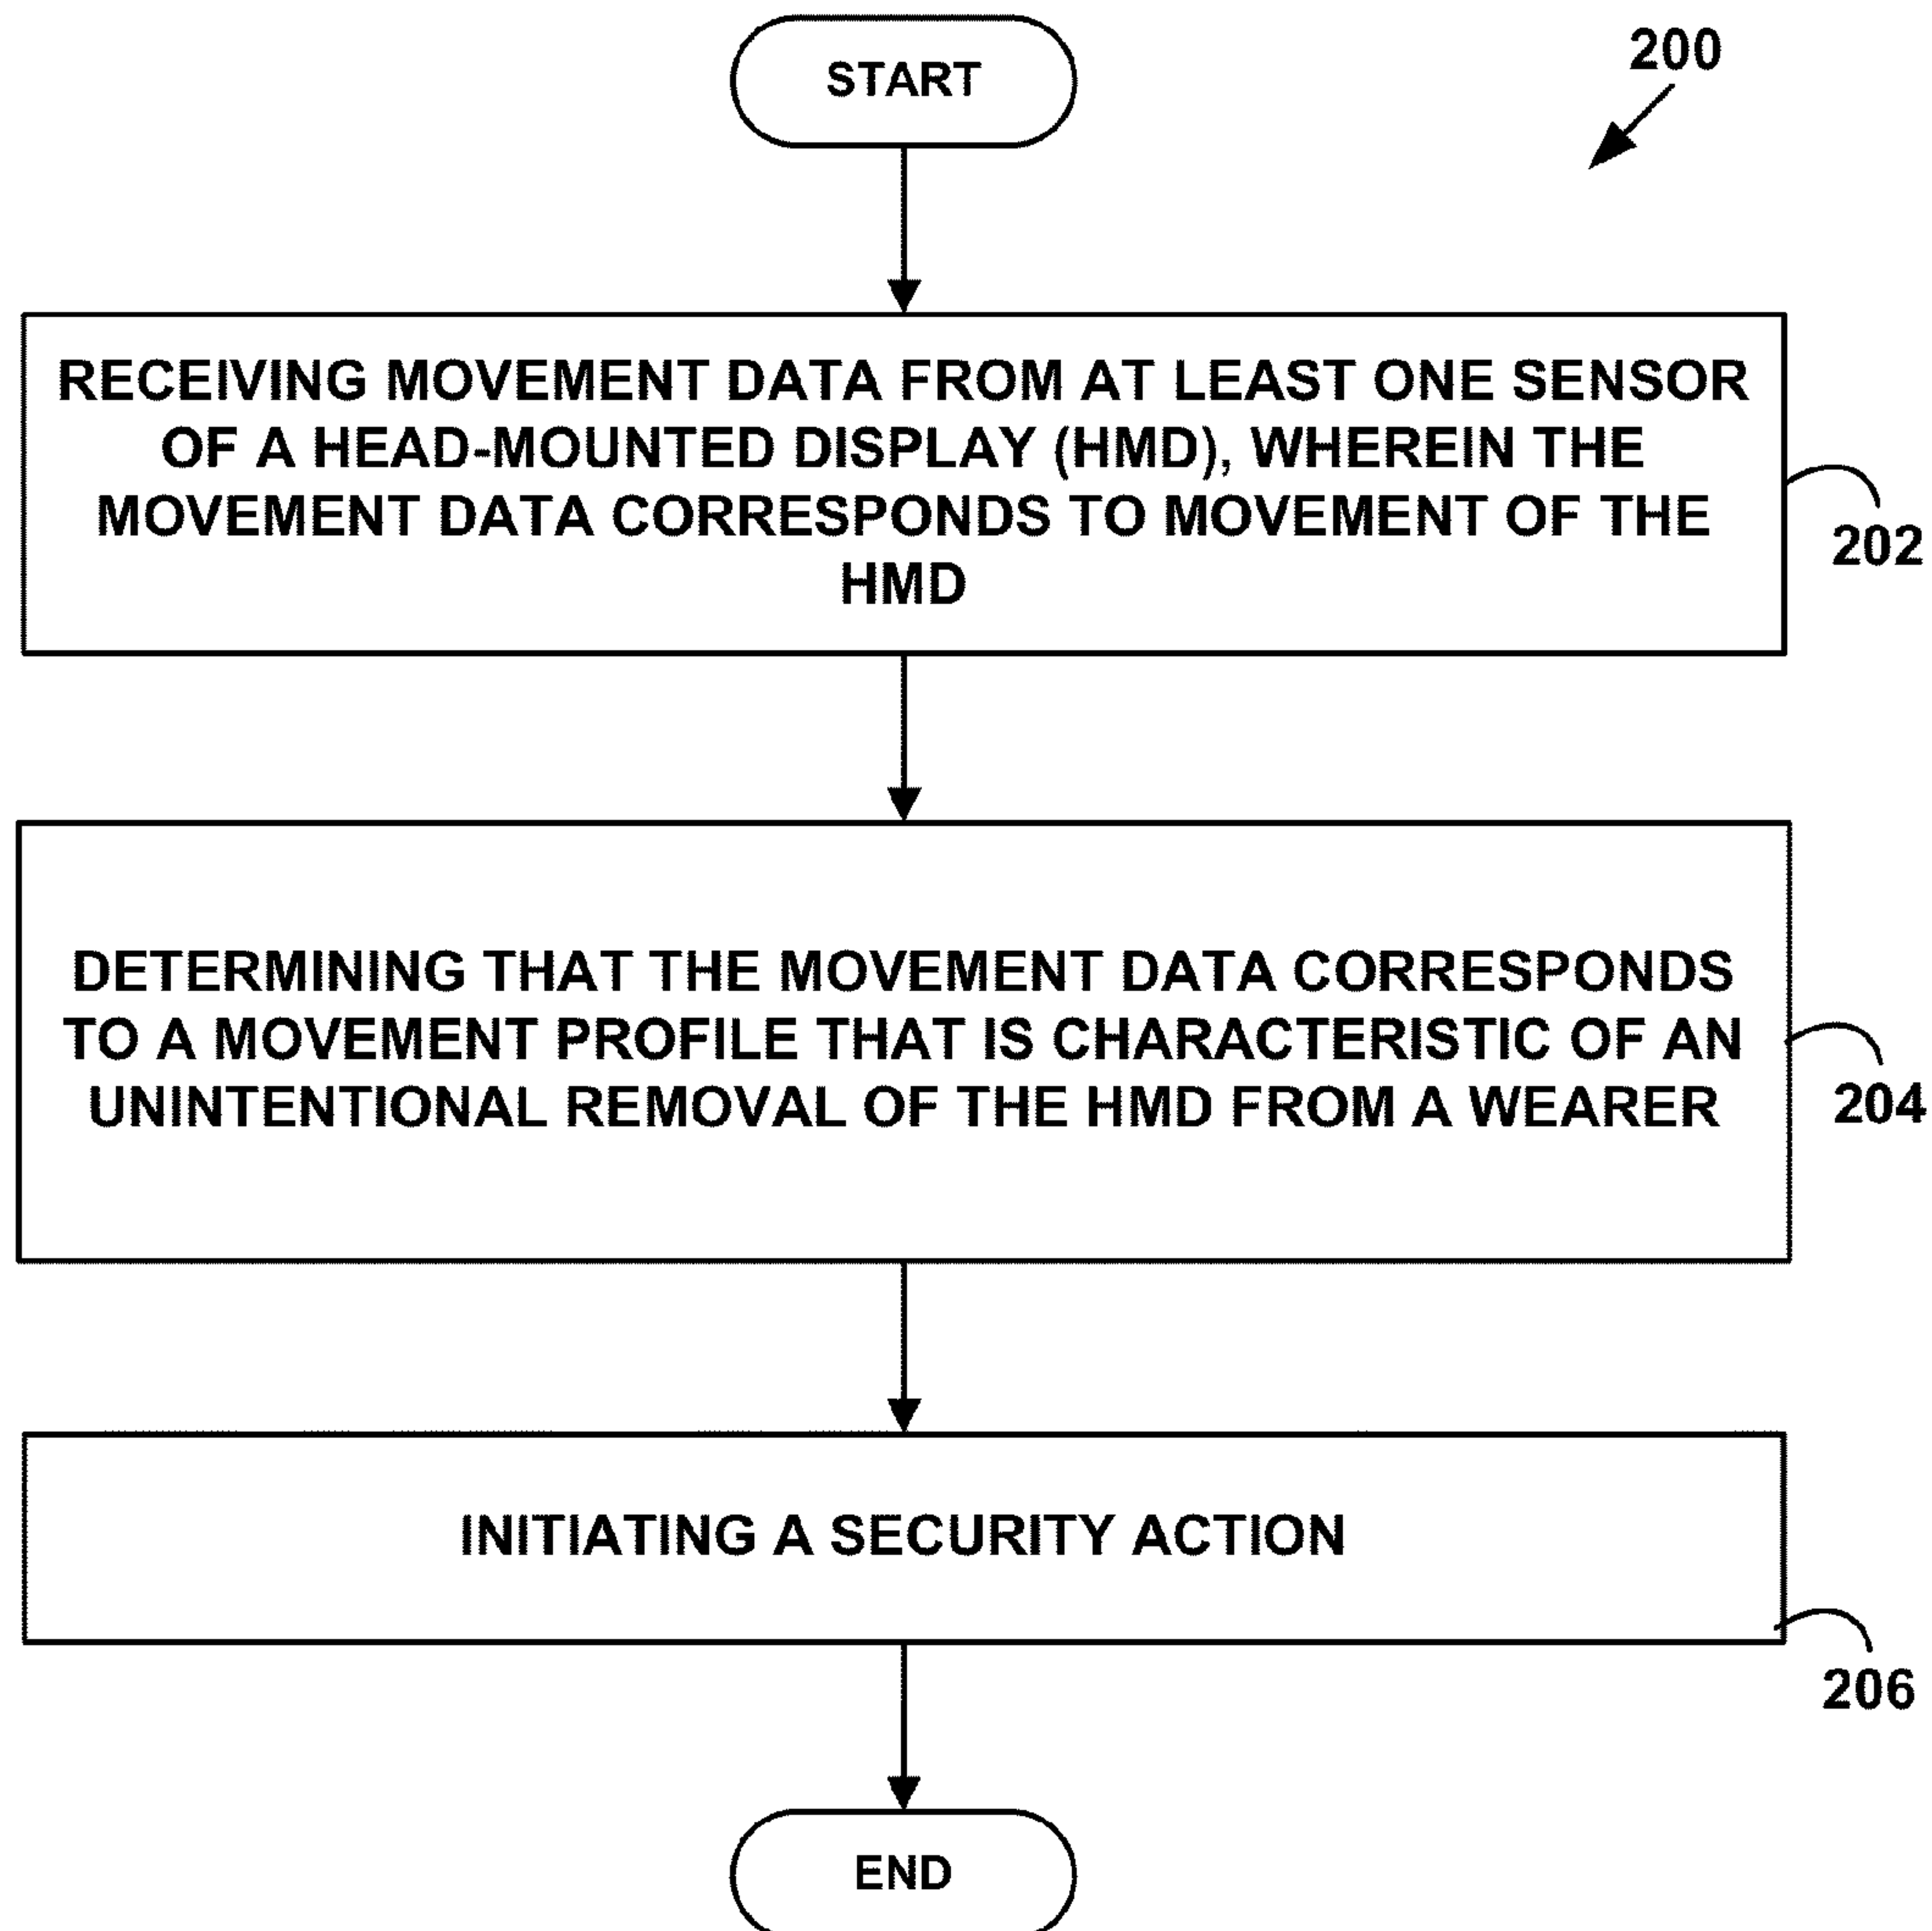 START
200
RECEIVING MOVEMENT DATA FROM AT LEAST ONE SENSOR
OF A HEAD-MOUNTED DISPLAY (HMD), WHEREIN THE
MOVEMENT DATA CORRESPONDS TO MOVEMENT OF THE
HMD
202
DETERMINING THAT THE MOVEMENT DATA CORRESPONDS
TO A MOVEMENT PROFILE THAT IS CHARACTERISTIC OF AN
UNINTENTIONAL REMOVAL OF THE HMD FROM A WEARER
204
INITIATING A SECURITY ACTION
206
END